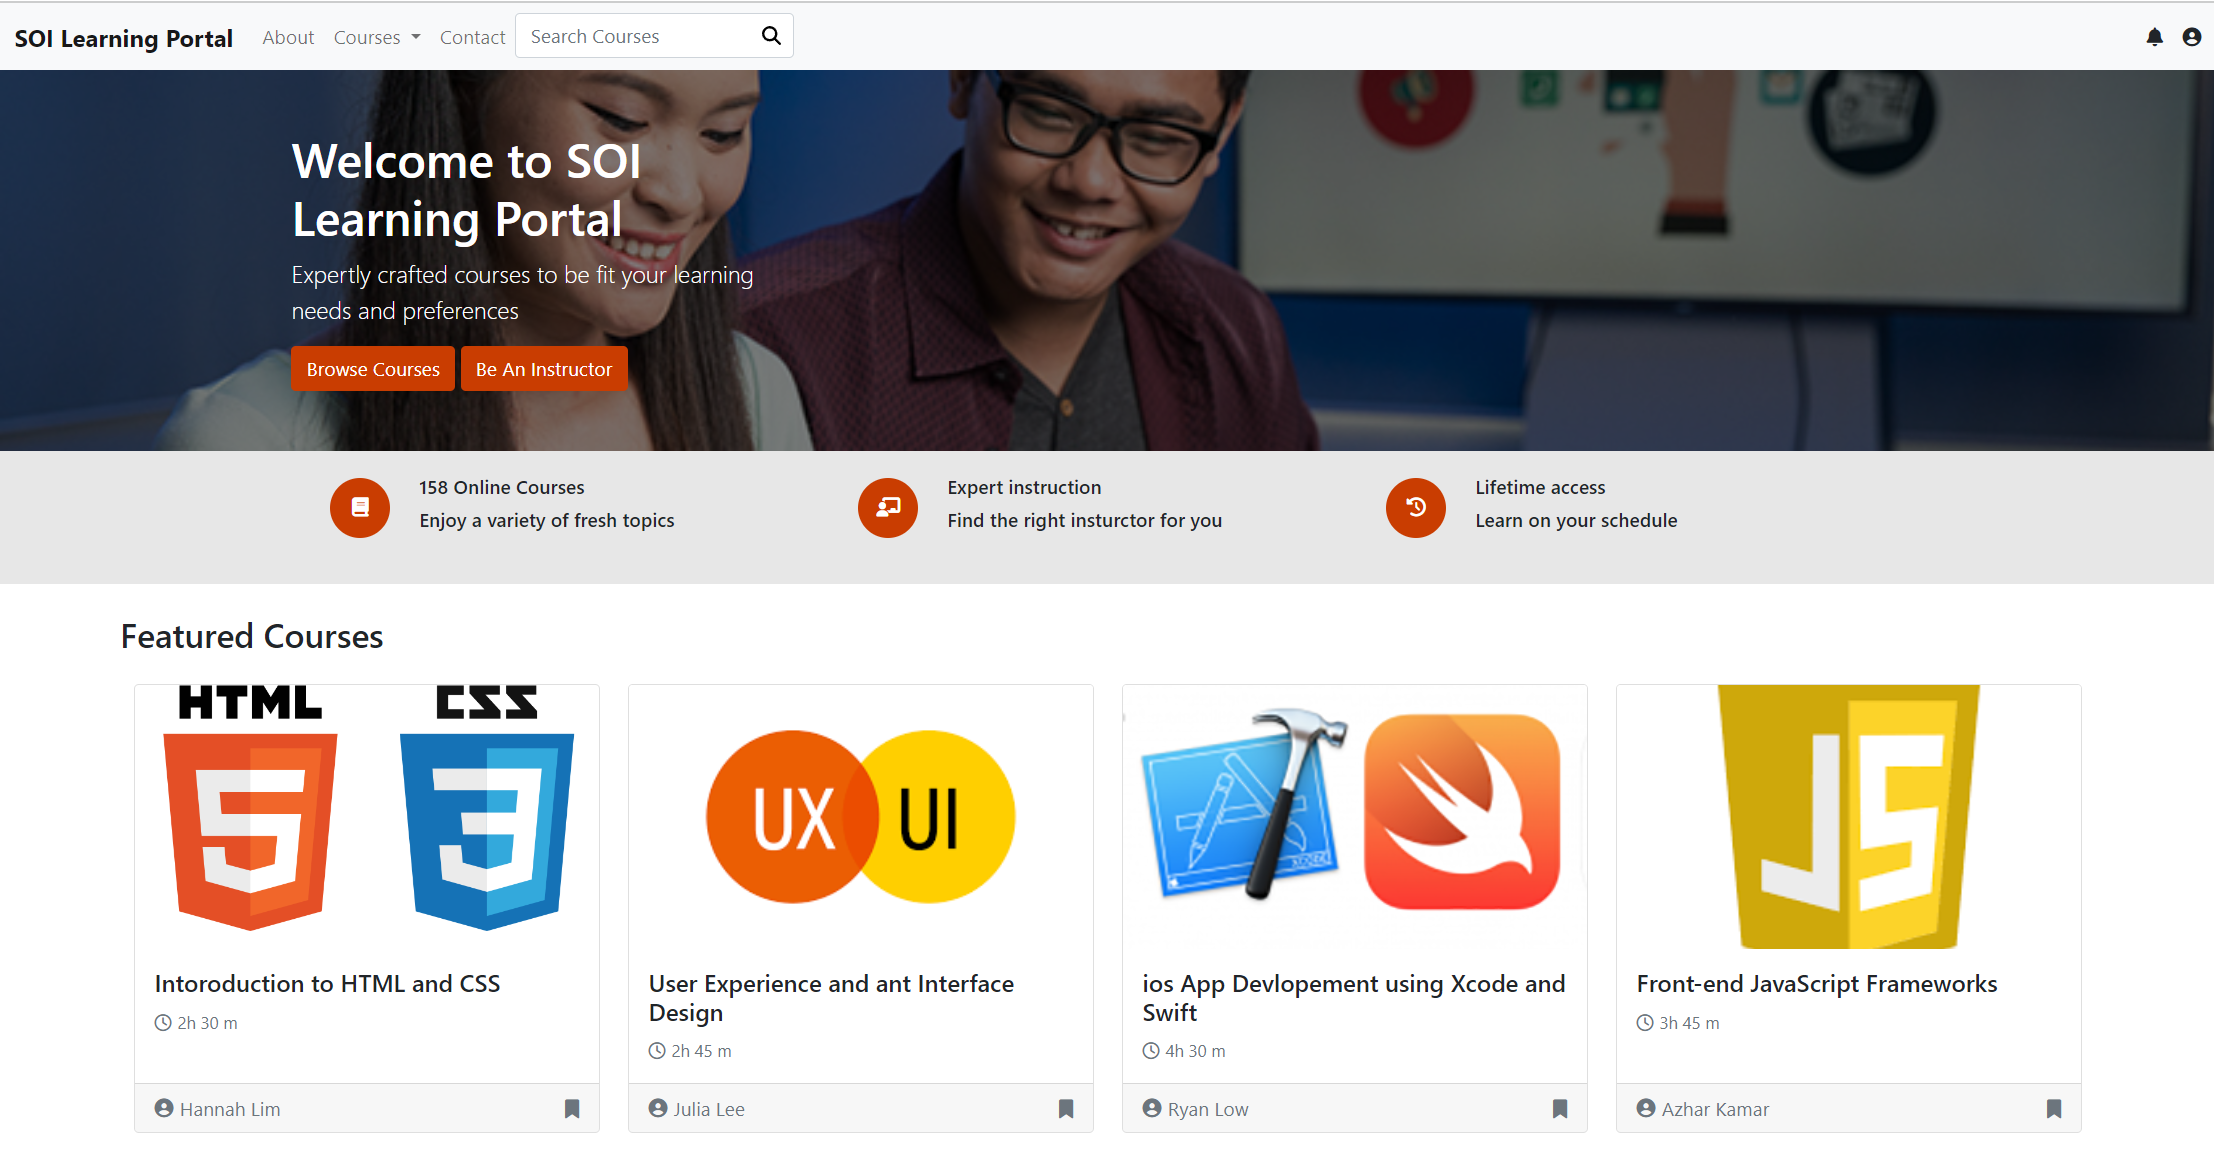 SOI Learning Portal About Courses Contact Search Courses
Welcome to SOI
Learning Portal
Expertly crafted courses to be fit your learning
needs and preferences
Browse Courses Be An Instructor
158 Online Courses
Enjoy a variety of fresh topics
Expert instruction
Find the right insturctor for you
Lifetime access
Learn on your schedule
Featured Courses
HTML CSS
5 3
UX UI
JS
Intoroduction to HTML and CSS
2h 30 m
Hannah Lim
User Experience and ant Interface
Design
2h 45 m
Julia Lee
ios App Devlopement using Xcode and
Swift
4h 30 m
Ryan Low
Front-end JavaScript Frameworks
3h 45 m
Azhar Kamar